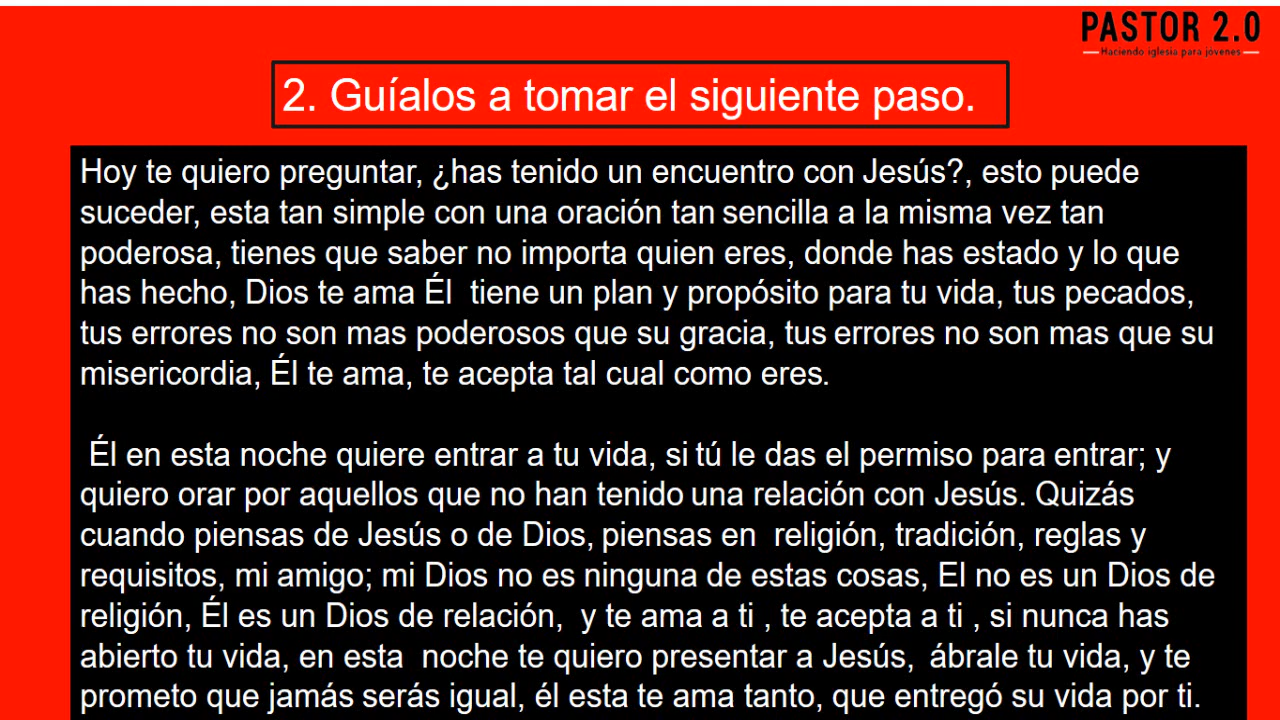 PASTOR 2.0
Haciendo iglesia para jovenes
2. Guíalos a tomar el siguiente paso.
Hoy te quiero preguntar, ¿has tenido un encuentro con Jesús?, esto puede
suceder, esta tan simple con una oración tan sencilla a la misma vez tan
poderosa, tienes que saber no importa quien eres, donde has estado y lo que
has hecho, Dios te ama Él  tiene un plan y propósito para tu vida, tus pecados,
tus errores no son mas poderosos que su gracia, tus errores no son mas que su
misericordia, Él te ama, te acepta tal cual como eres.
Él en esta noche quiere entrar a tu vida, si tú le das el permiso para entrar; y
quiero orar por aquellos que no han tenido una relación con Jesús. Quizás
cuando piensas de Jesús o de Dios, piensas en  religión, tradición, reglas y
requisitos, mi amigo; mi Dios no es ninguna de estas cosas, El no es un Dios de
religión, Él es un Dios de relación,  y te ama a ti , te acepta a ti , si nunca has
abierto tu vida, en esta  noche te quiero presentar a Jesús,  ábrale tu vida, y te
prometo que jamás serás igual, él esta te ama tanto, que entregó su vida por ti.